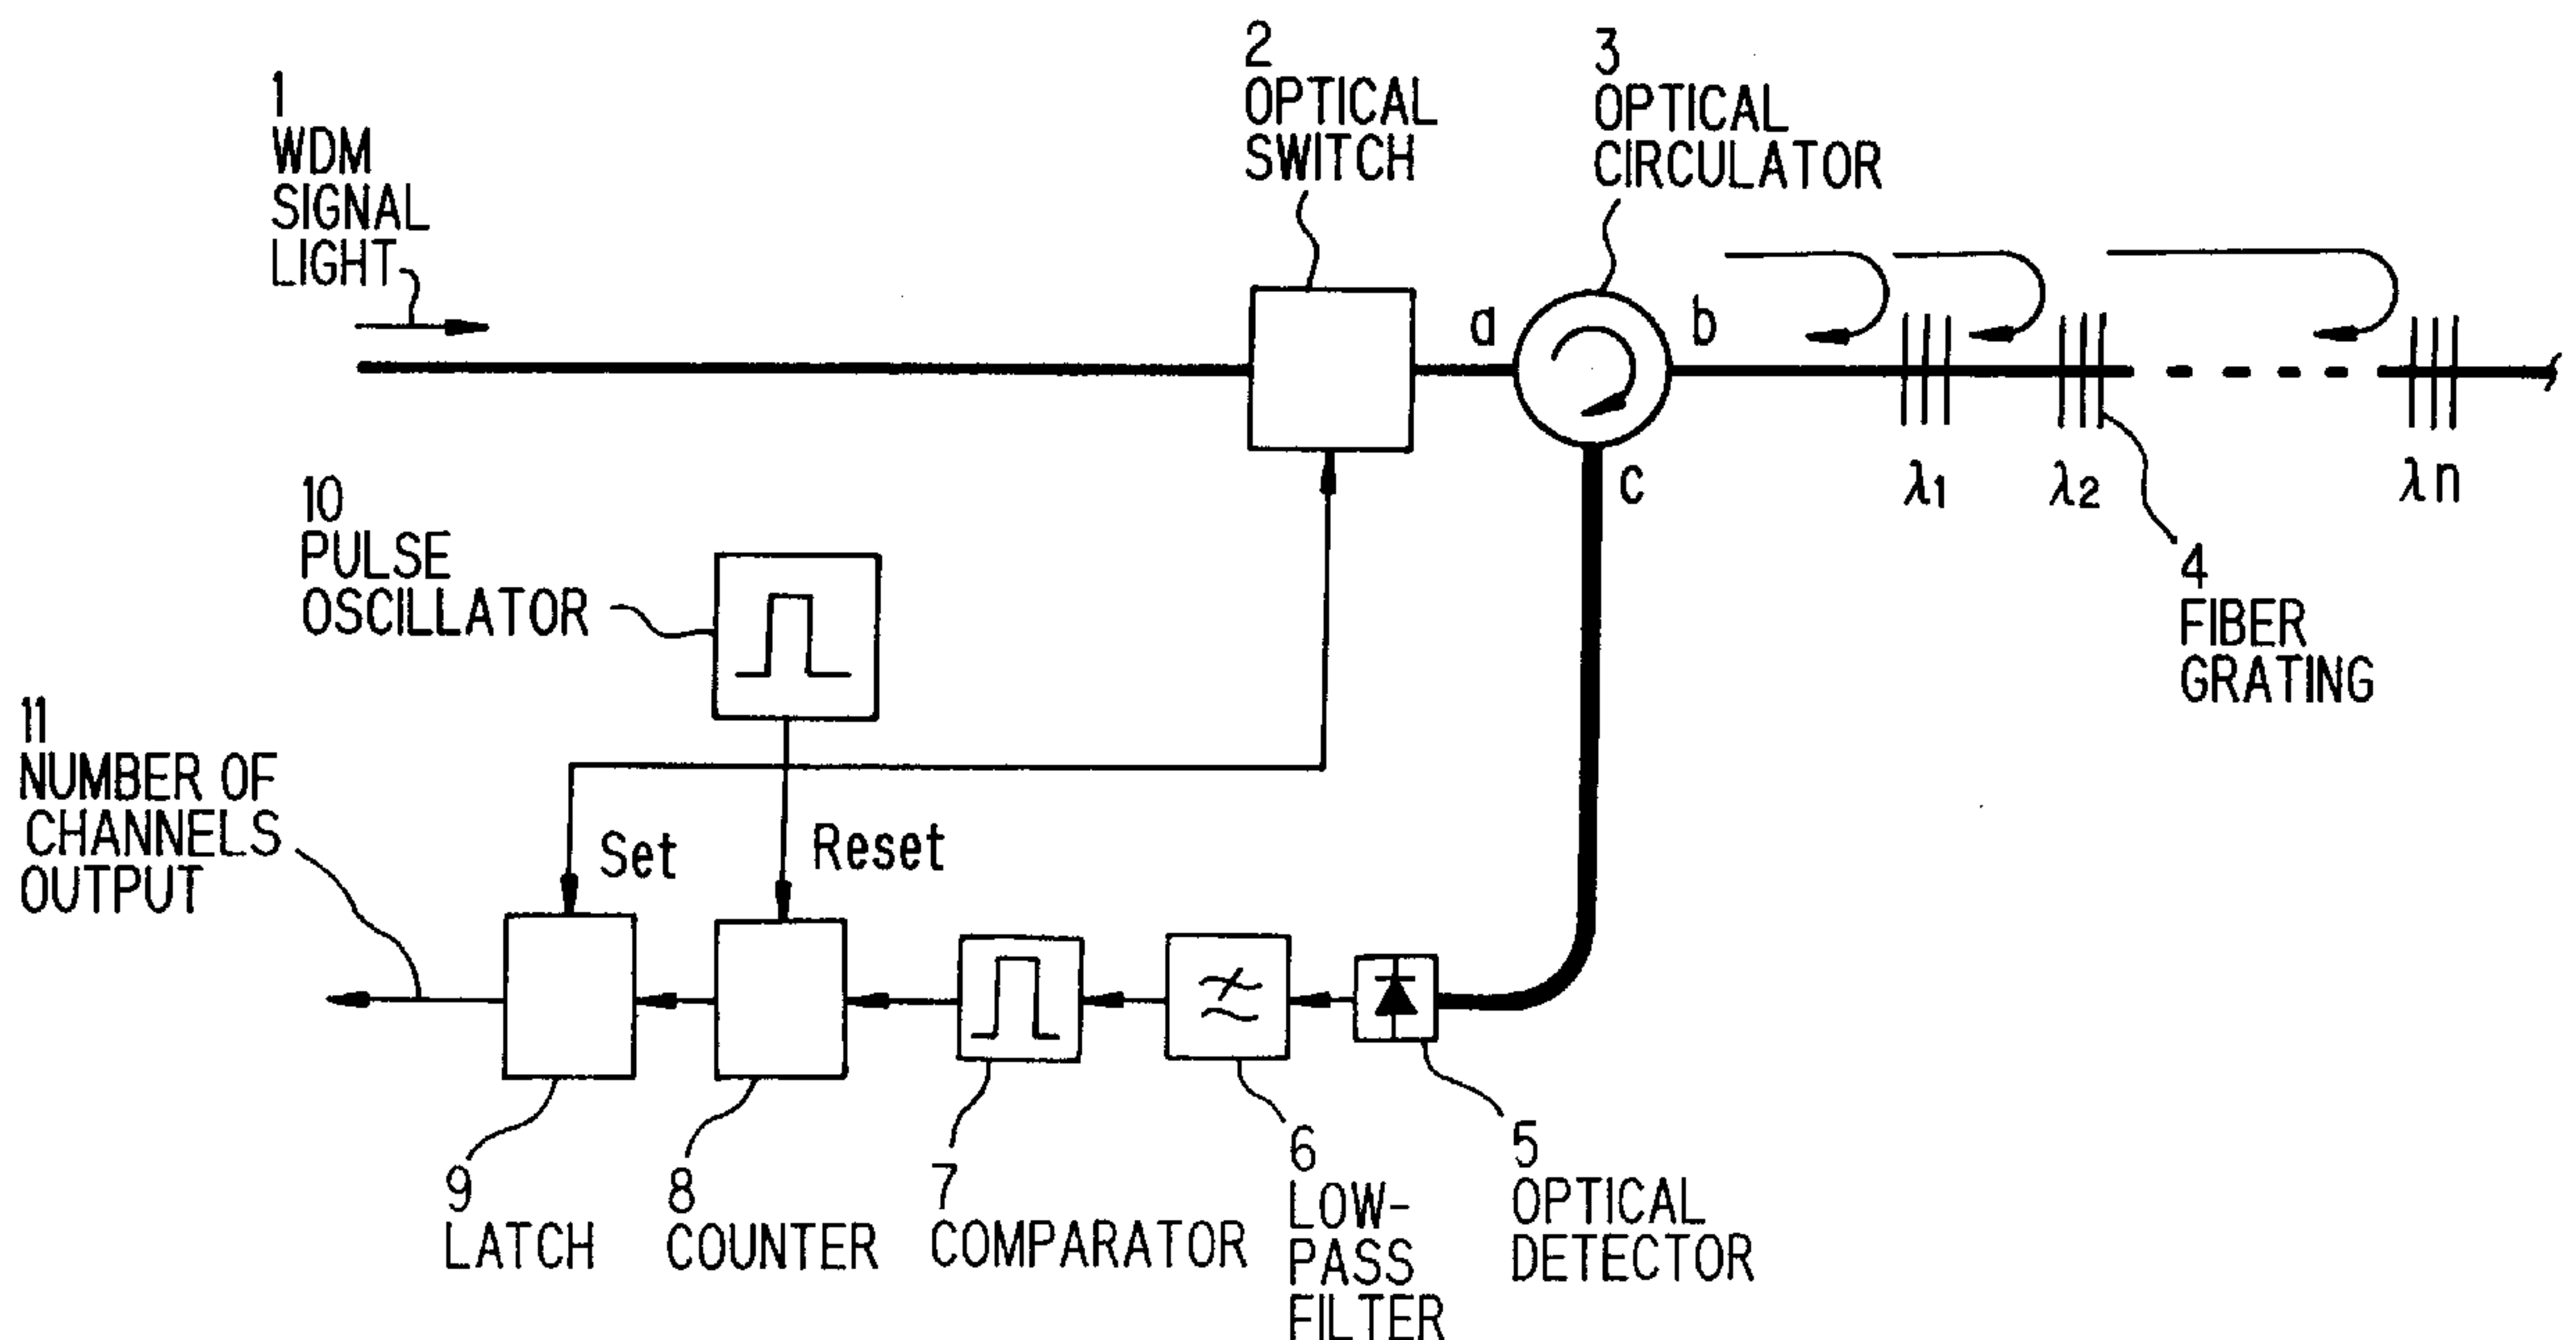 1
WDM
SIGNAL
LIGHT
2
OPTICAL
SWITCH
3
OPTICAL
CIRCULATOR
a
b
c
λ1
λ2
λn
4
FIBER
GRATING
10
PULSE
OSCILLATOR
11
NUMBER OF
CHANNELS
OUTPUT
Set
Reset
9
LATCH
8
COUNTER
7
COMPARATOR
6
LOW-
PASS
FILTER
5
OPTICAL
DETECTOR